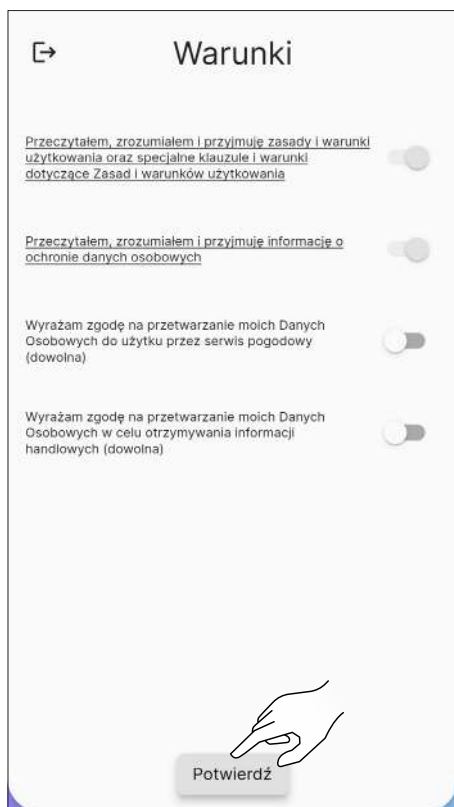 Warunki
Przeczytałem, zrozumiałem i przyjmuję zasady i warunki
użytkowania oraz specjalne klauzule i warunki
dotyczące Zasad i warunków użytkowania
Przeczytałem, zrozumiałem i przyjmuję informację o
ochronie danych osobowych
Wyrażam zgodę na przetwarzanie moich Danych
Osobowych do użytku przez serwis pogodowy
(dowolna)
Wyrażam zgodę na przetwarzanie moich Danych
Osobowych w celu otrzymywania informacji
handlowych (dowolna)
Potwierdź